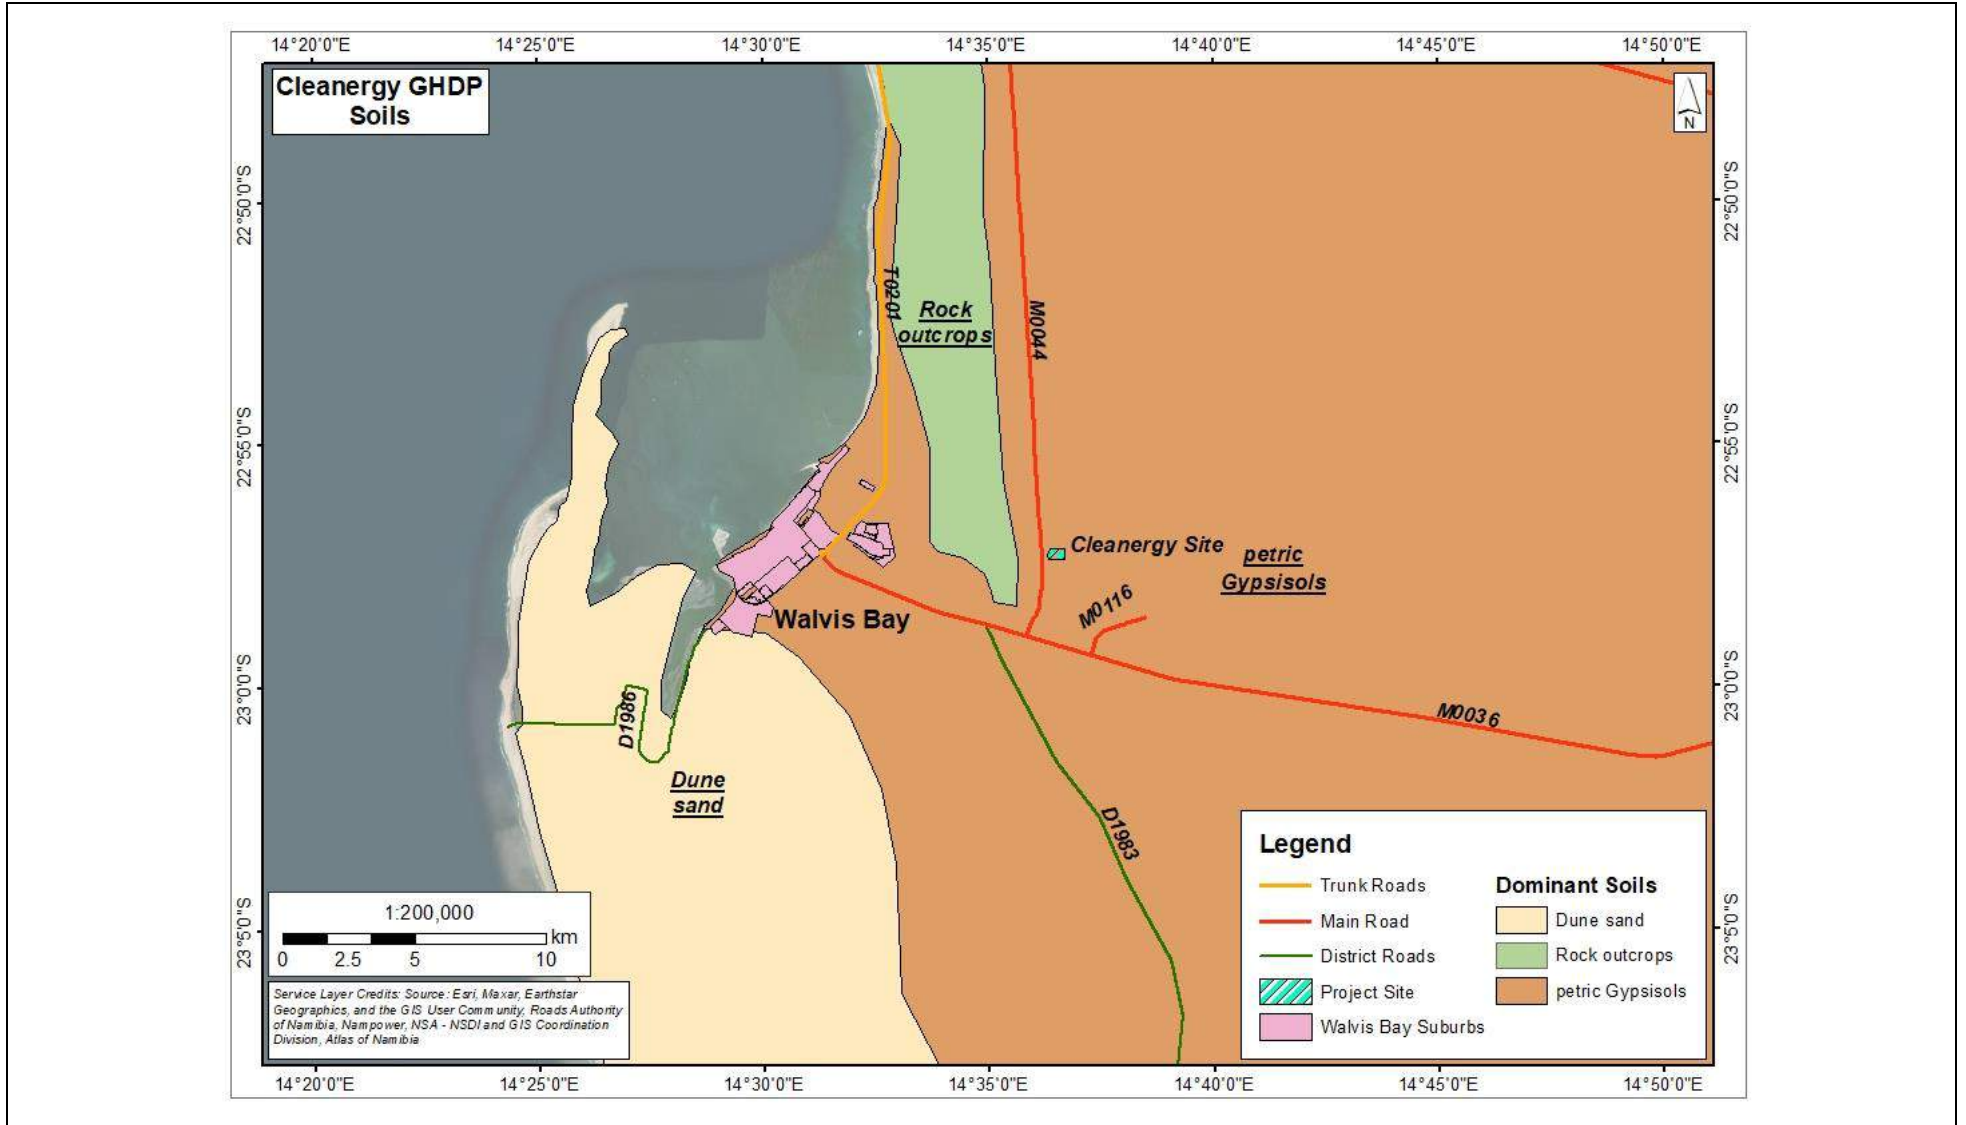 14°20'0"E 14°25'0"E 14°30'0"E 14°35'0"E 14°40'0"E 14°45'0"E 14°50'0"E
Cleanergy GHDP
Soils
N
22°50'0"S
22°50'0"S
T0201
Rock
outcrops
M0044
22°55'0"S
22°55'0"S
Cleanergy Site
petric
Gypsisols
M0116
Walvis Bay
23°0'0"S
23°0'0"S
D1986
M0036
Dune
sand
D1983
23°5'0"S
23°5'0"S
1:200,000
km
0 2.5 5 10
Service Layer Credits: Source: Esri, Maxar, Earthstar
Geographics, and the GIS User Community, Roads Authority
of Namibia, Nampower, NSA - NSDI and GIS Coordination
Division, Atlas of Namibia
Legend
Trunk Roads
Main Road
District Roads
Project Site
Walvis Bay Suburbs
Dominant Soils
Dune sand
Rock outcrops
petric Gypsisols
14°20'0"E 14°25'0"E 14°30'0"E 14°35'0"E 14°40'0"E 14°45'0"E 14°50'0"E